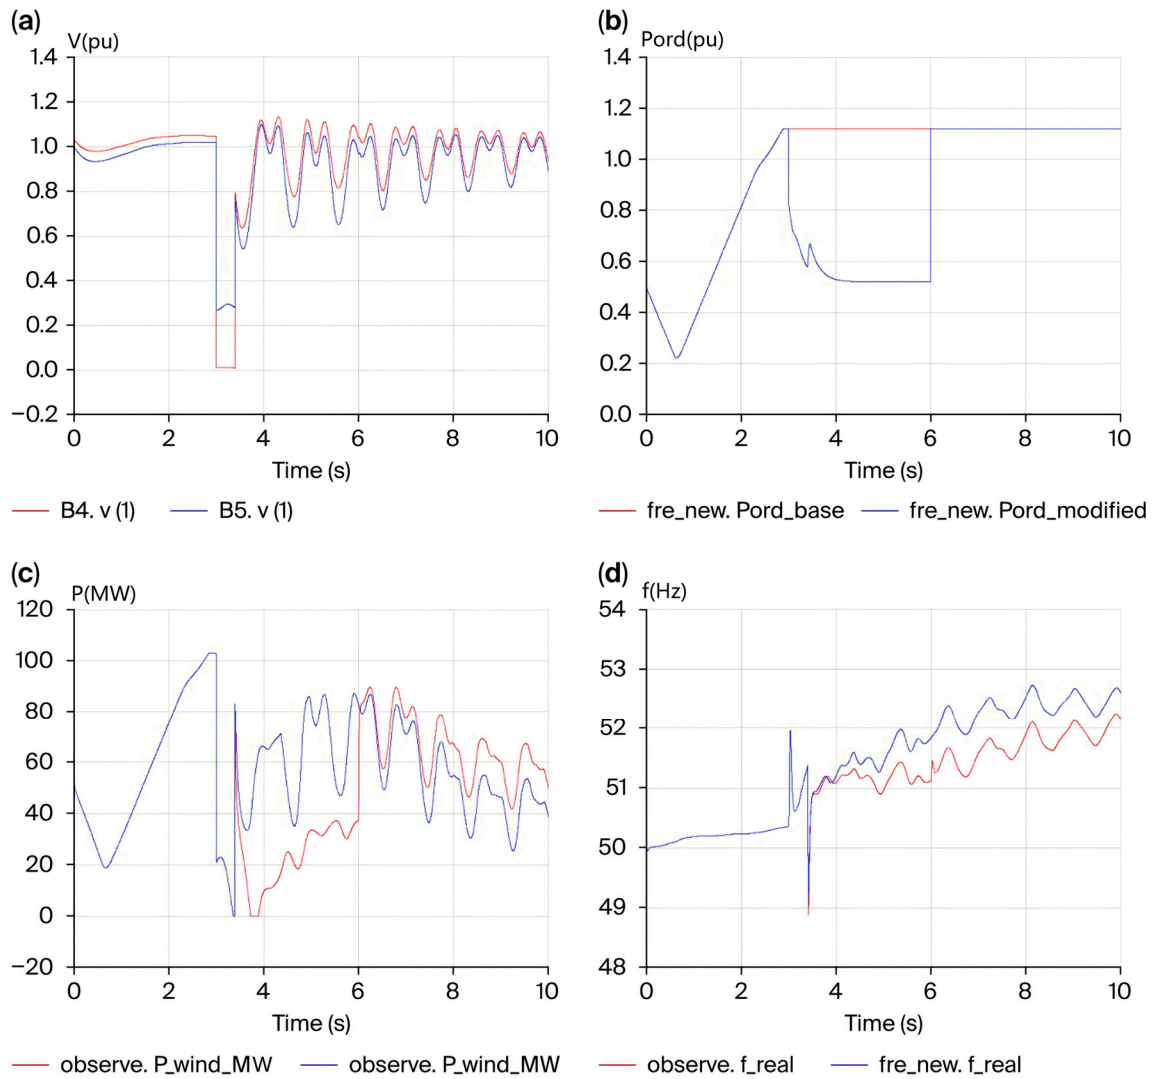 (a)
V(pu)
1.4
1.2
1.0
0.8
0.6
0.4
0.2
0.0
−0.2
0 2 4 6 8 10
Time (s)
B4. v (1) B5. v (1)
(b)
Pord(pu)
1.4
1.2
1.0
0.8
0.6
0.4
0.2
0.0
0 2 4 6 8 10
Time (s)
fre_new. Pord_base fre_new. Pord_modified
(c)
P(MW)
120
100
80
60
40
20
0
−20
0 2 4 6 8 10
Time (s)
observe. P_wind_MW observe. P_wind_MW
(d)
f(Hz)
54
53
52
51
50
49
48
0 2 4 6 8 10
Time (s)
observe. f_real fre_new. f_real